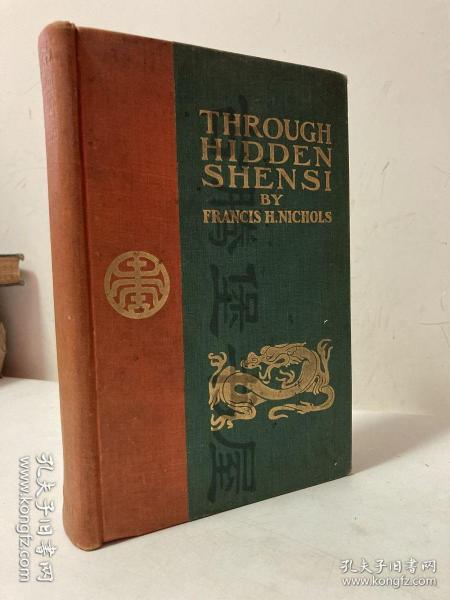 THROUGH
HIDDEN
SHENSI
BY
FRANCIS H. NICHOLS
孔夫子旧书网
www.kongfz.com
孔夫子旧书网
www.kongfz.com